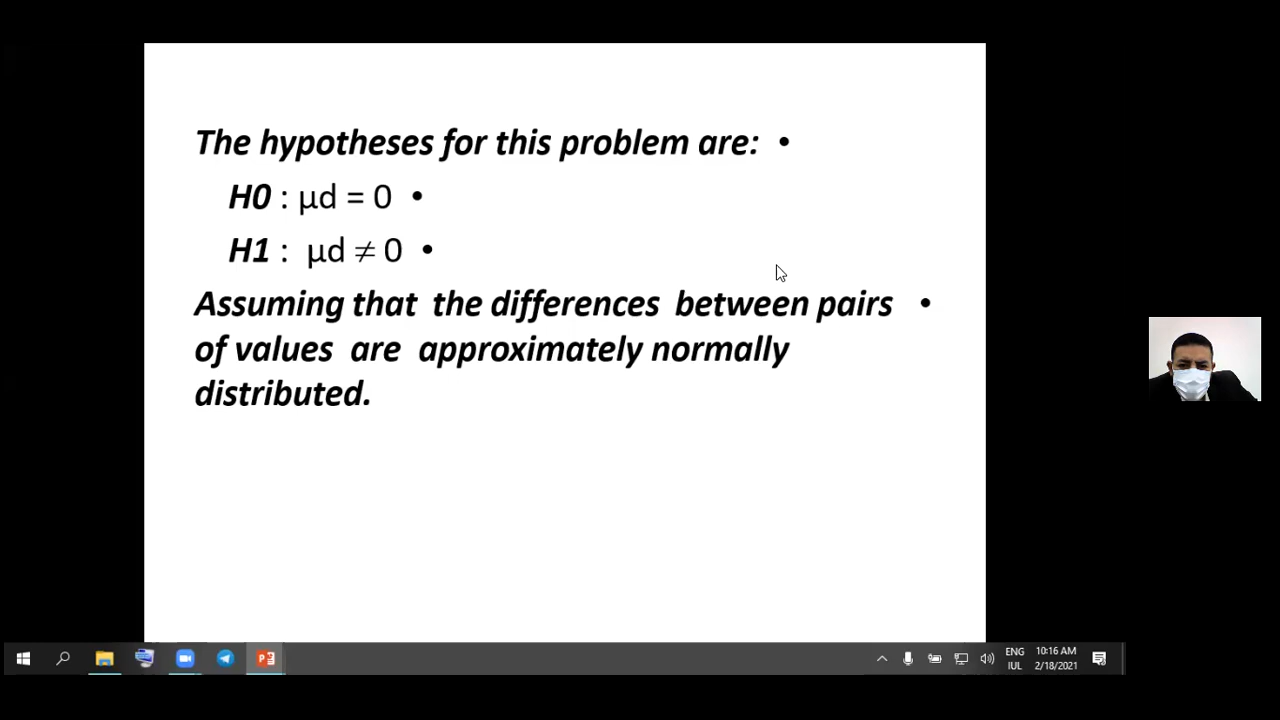 The hypotheses for this problem are: •
H0 : µd = 0 •
H1 : µd ≠ 0 •
Assuming that the differences between pairs •
of values are approximately normally
distributed.
ENG
IUL
10:16 AM
2/18/2021